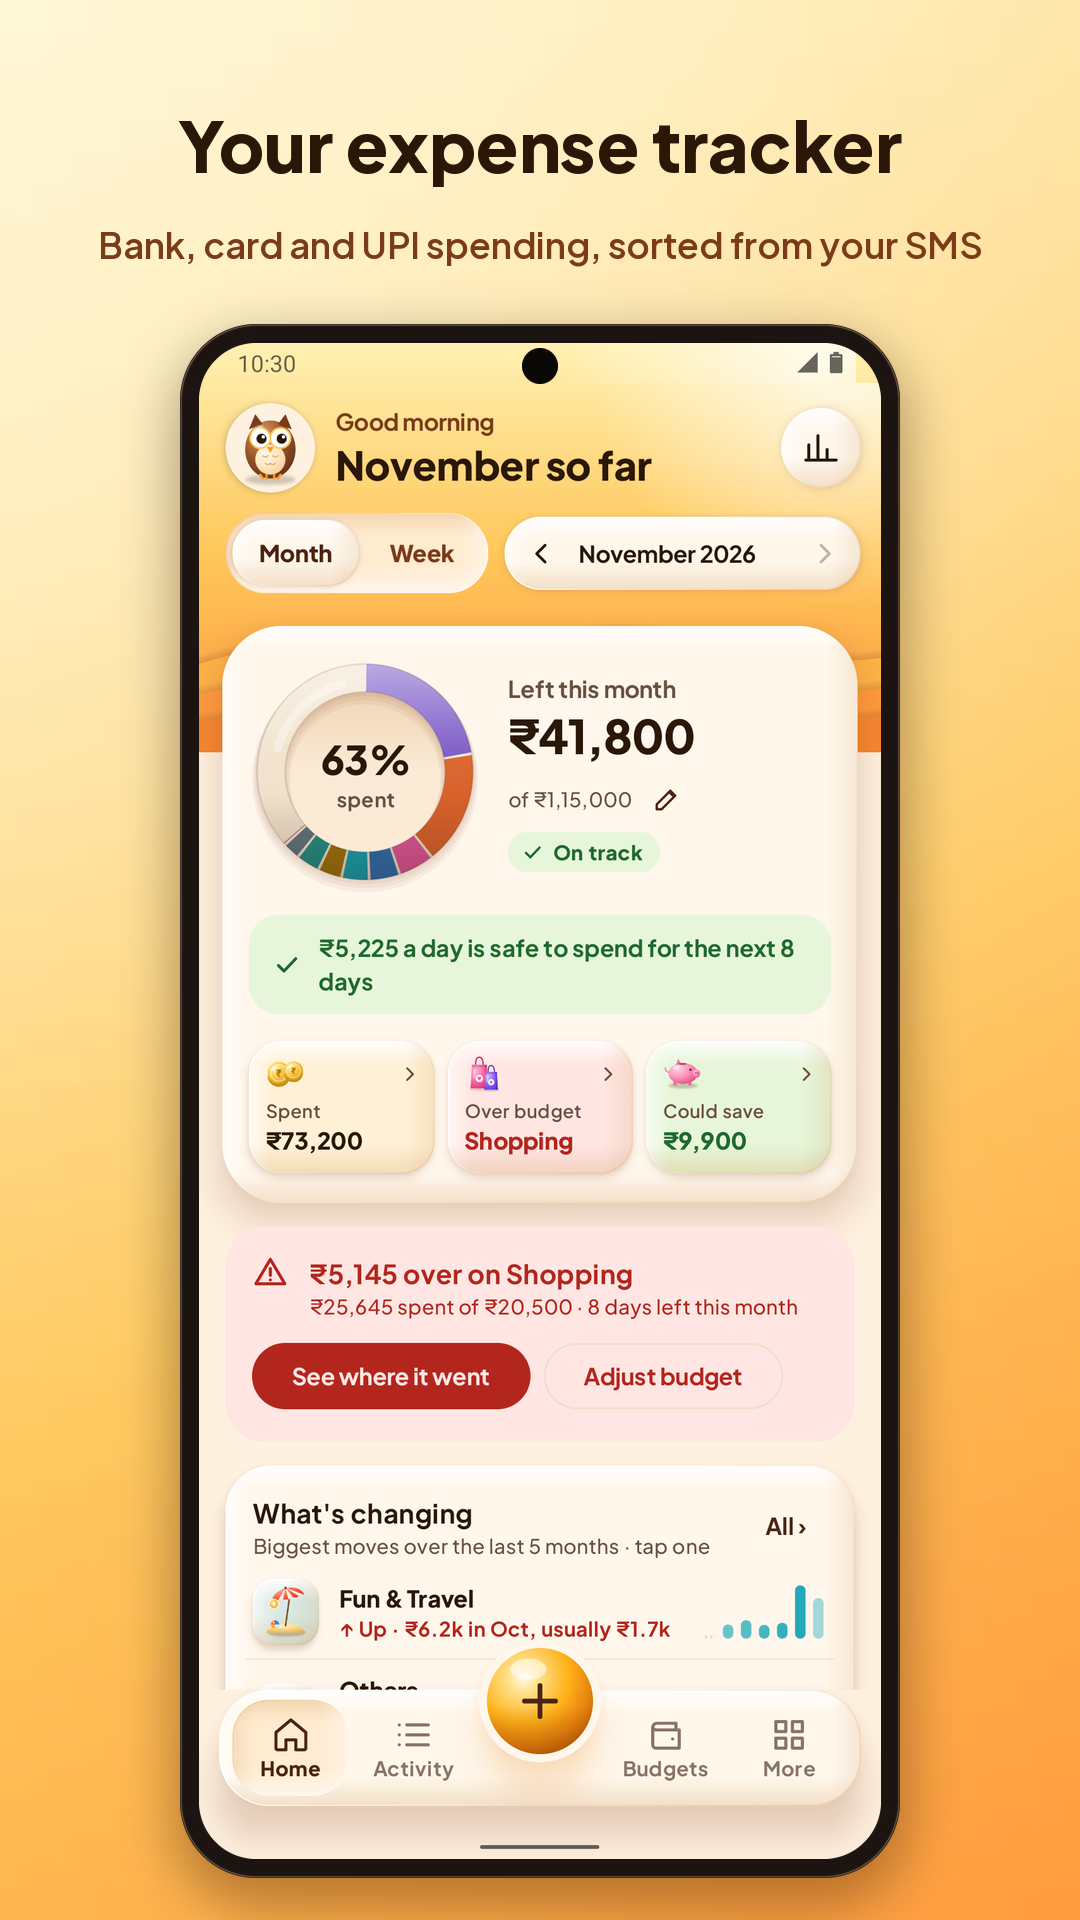 Your expense tracker
Bank, card and UPI spending, sorted from your SMS
10:30
Good morning
November so far
Month
Week
November 2026
63%
spent
Left this month
₹41,800
of ₹1,15,000
On track
₹5,225 a day is safe to spend for the next 8
days
Spent
₹73,200
Over budget
Shopping
Could save
₹9,900
₹5,145 over on Shopping
₹25,645 spent of ₹20,500 · 8 days left this month
See where it went
Adjust budget
What's changing
Biggest moves over the last 5 months · tap one
All ›
Fun & Travel
↑ Up · ₹6.2k in Oct, usually ₹1.7k
Others
Home
Activity
Budgets
More